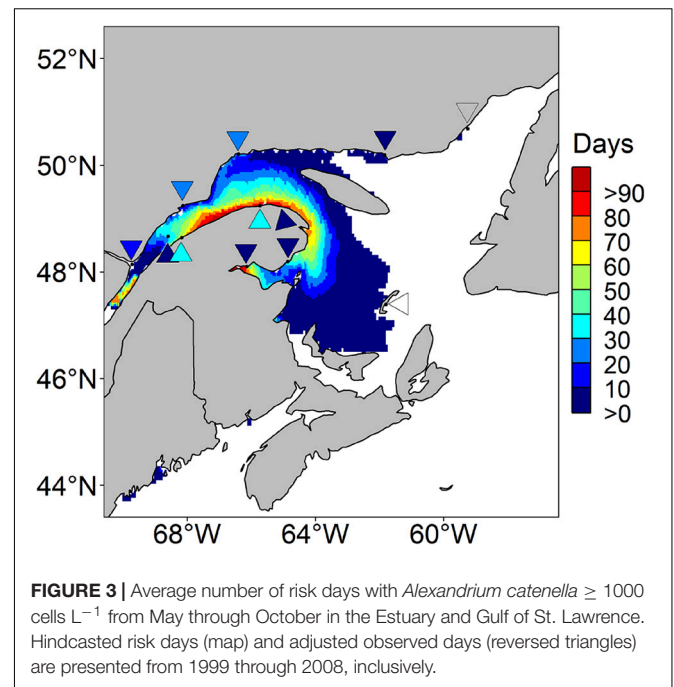 52°N
50°N
48°N
46°N
44°N
68°W 64°W 60°W
Days
>90
80
70
60
50
40
30
20
10
>0
FIGURE 3 | Average number of risk days with Alexandrium catenella ≥ 1000
cells L⁻¹ from May through October in the Estuary and Gulf of St. Lawrence.
Hindcasted risk days (map) and adjusted observed days (reversed triangles)
are presented from 1999 through 2008, inclusively.